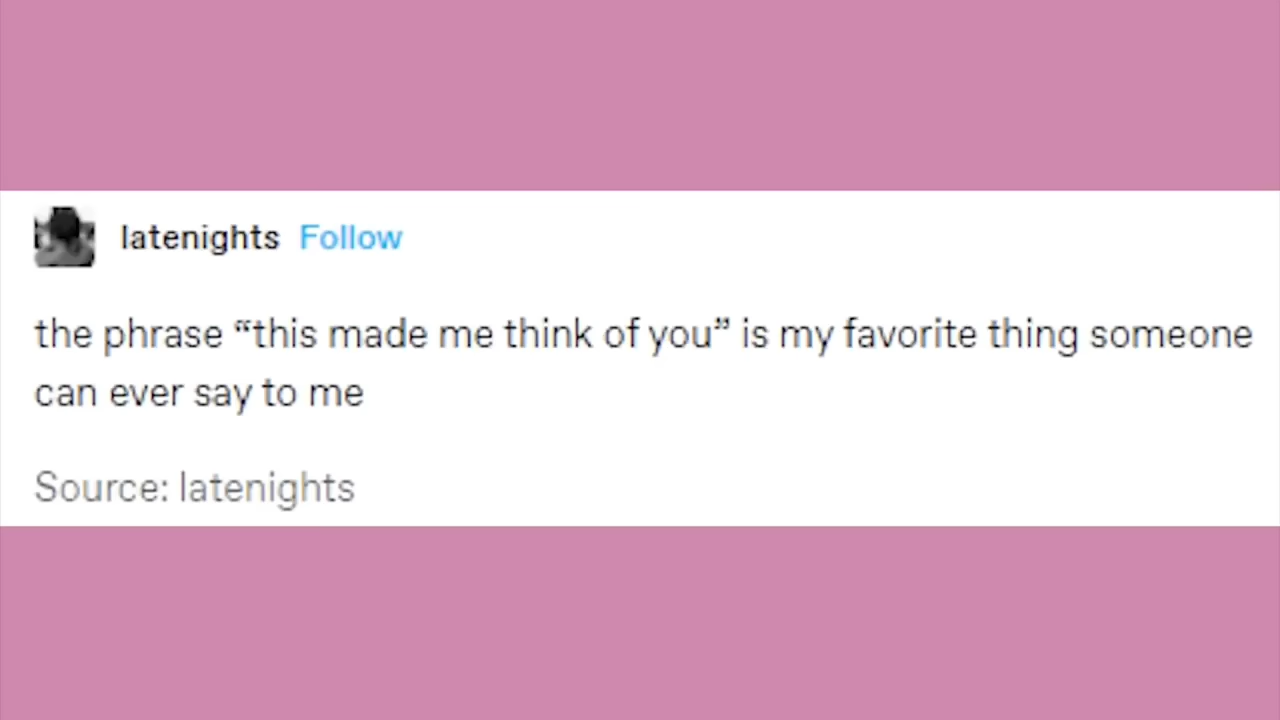 latenights Follow
the phrase “this made me think of you” is my favorite thing someone
can ever say to me
Source: latenights